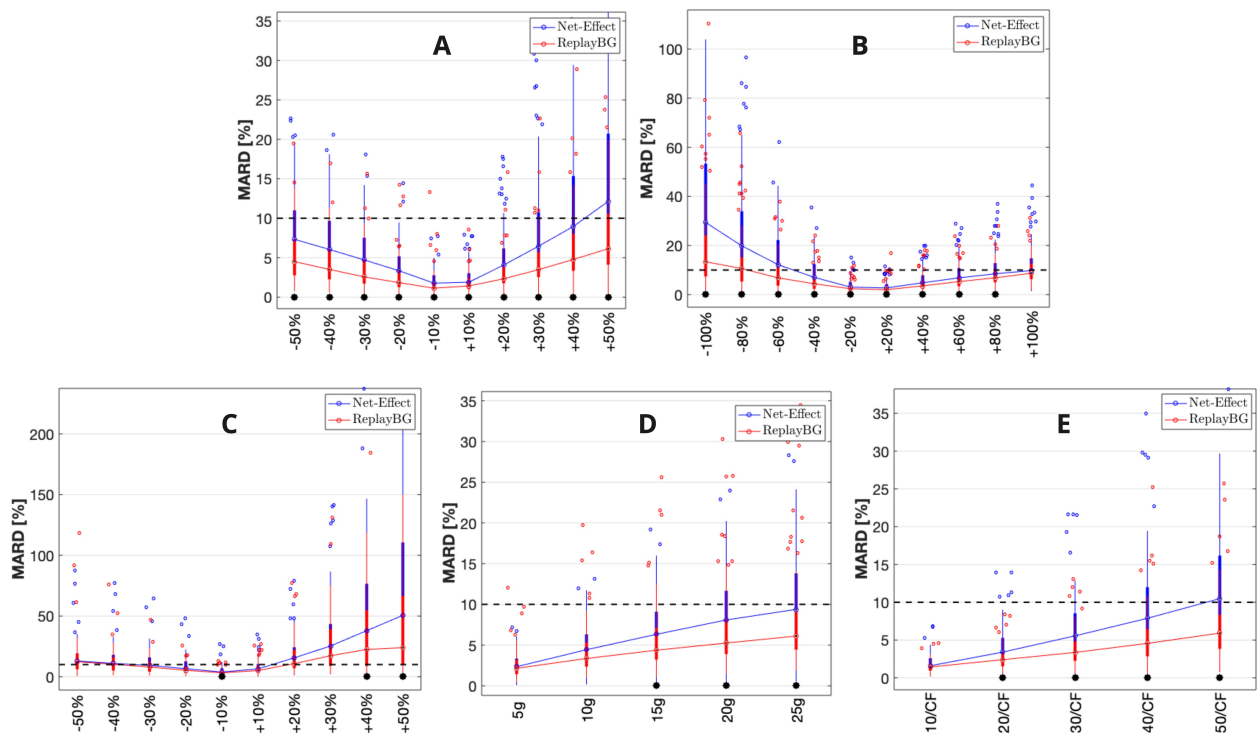 A
Net-Effect
ReplayBG
MARD [%]
35
30
25
20
15
10
5
0
-50%
-40%
-30%
-20%
-10%
+10%
+20%
+30%
+40%
+50%
B
Net-Effect
ReplayBG
MARD [%]
100
80
60
40
20
0
-100%
-80%
-60%
-40%
-20%
+20%
+40%
+60%
+80%
+100%
C
Net-Effect
ReplayBG
MARD [%]
200
150
100
50
0
-50%
-40%
-30%
-20%
-10%
+10%
+20%
+30%
+40%
+50%
D
Net-Effect
ReplayBG
MARD [%]
35
30
25
20
15
10
5
0
5g
10g
15g
20g
25g
E
Net-Effect
ReplayBG
MARD [%]
35
30
25
20
15
10
5
0
10/CF
20/CF
30/CF
40/CF
50/CF